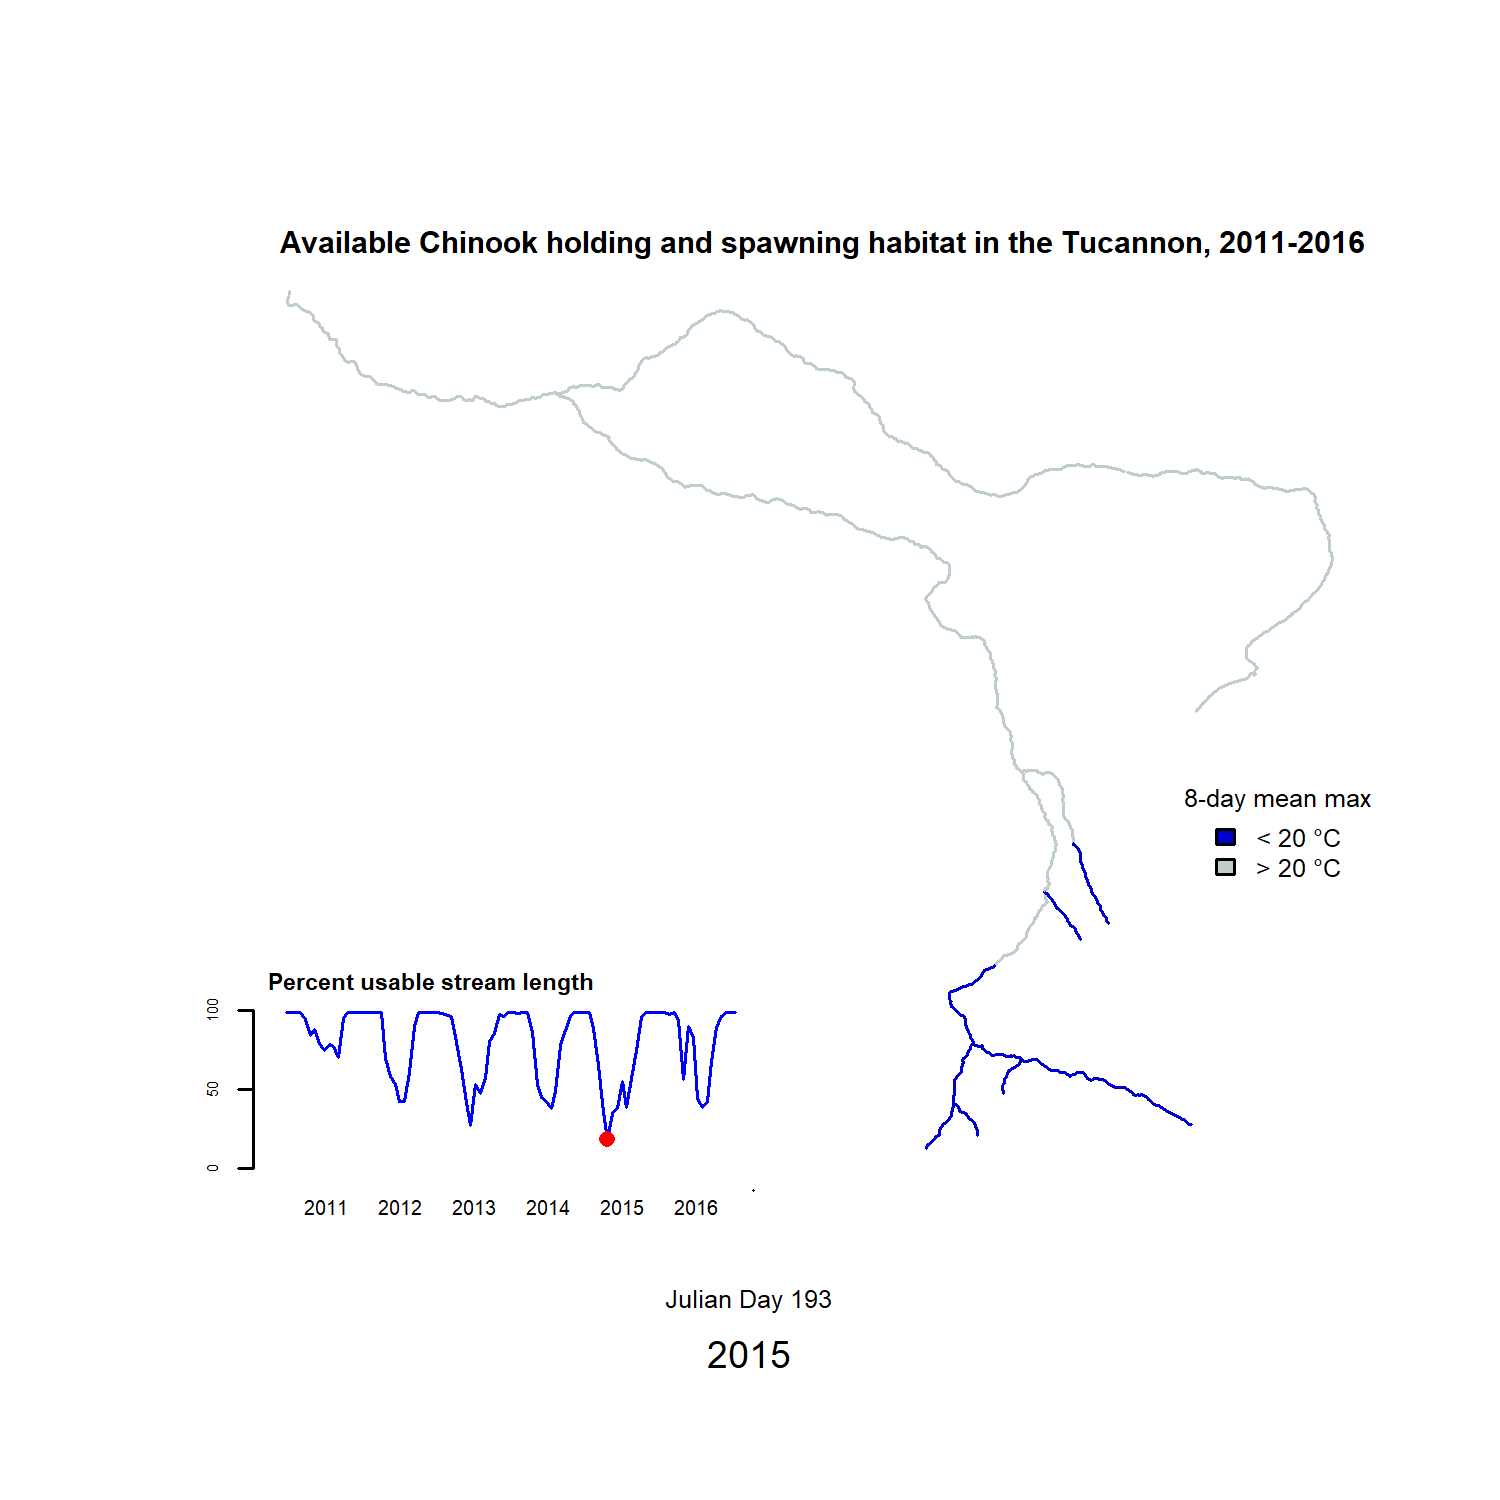 Available Chinook holding and spawning habitat in the Tucannon, 2011-2016
8-day mean max
< 20 °C
> 20 °C
Percent usable stream length
100
50
0
2011 2012 2013 2014 2015 2016
Julian Day 193
2015